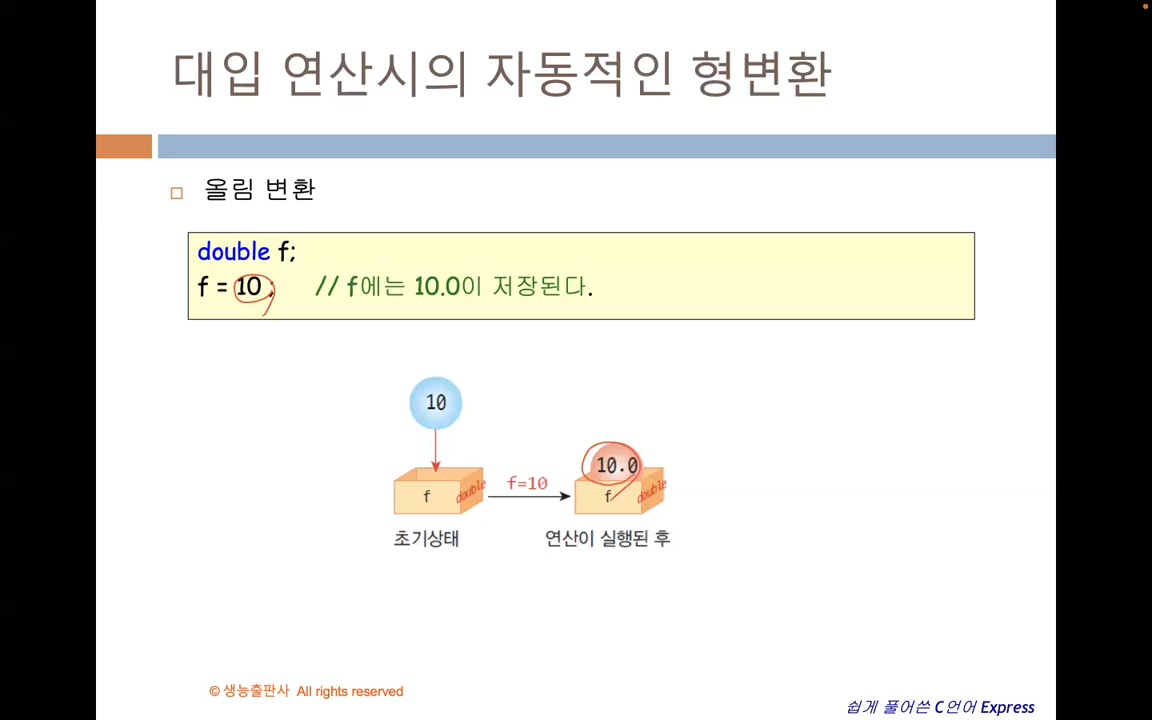 대입 연산시의 자동적인 형변환
올림 변환
double f;
f = 10 ; // f에는 10.0이 저장된다.
10
10.0
f double
f=10
f double
초기상태
연산이 실행된 후
© 생능출판사 All rights reserved
쉽게 풀어쓴 C언어 Express